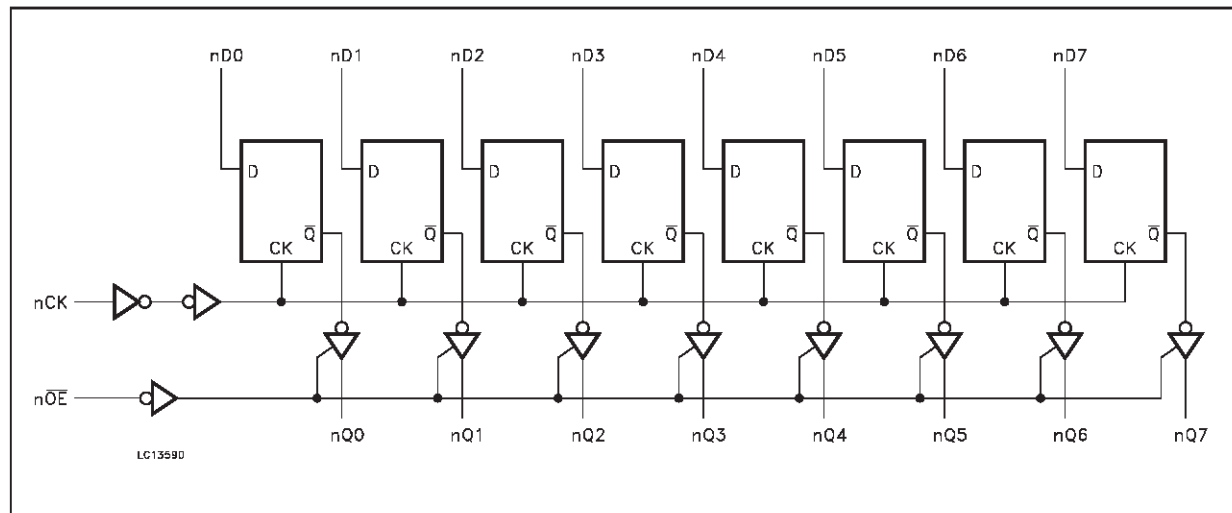 nD0 nD1 nD2 nD3 nD4 nD5 nD6 nD7
D D D D D D D D
Q̅ Q̅ Q̅ Q̅ Q̅ Q̅ Q̅ Q̅
CK CK CK CK CK CK CK CK
nCK
nO̅E̅
nQ0 nQ1 nQ2 nQ3 nQ4 nQ5 nQ6 nQ7
LC13590